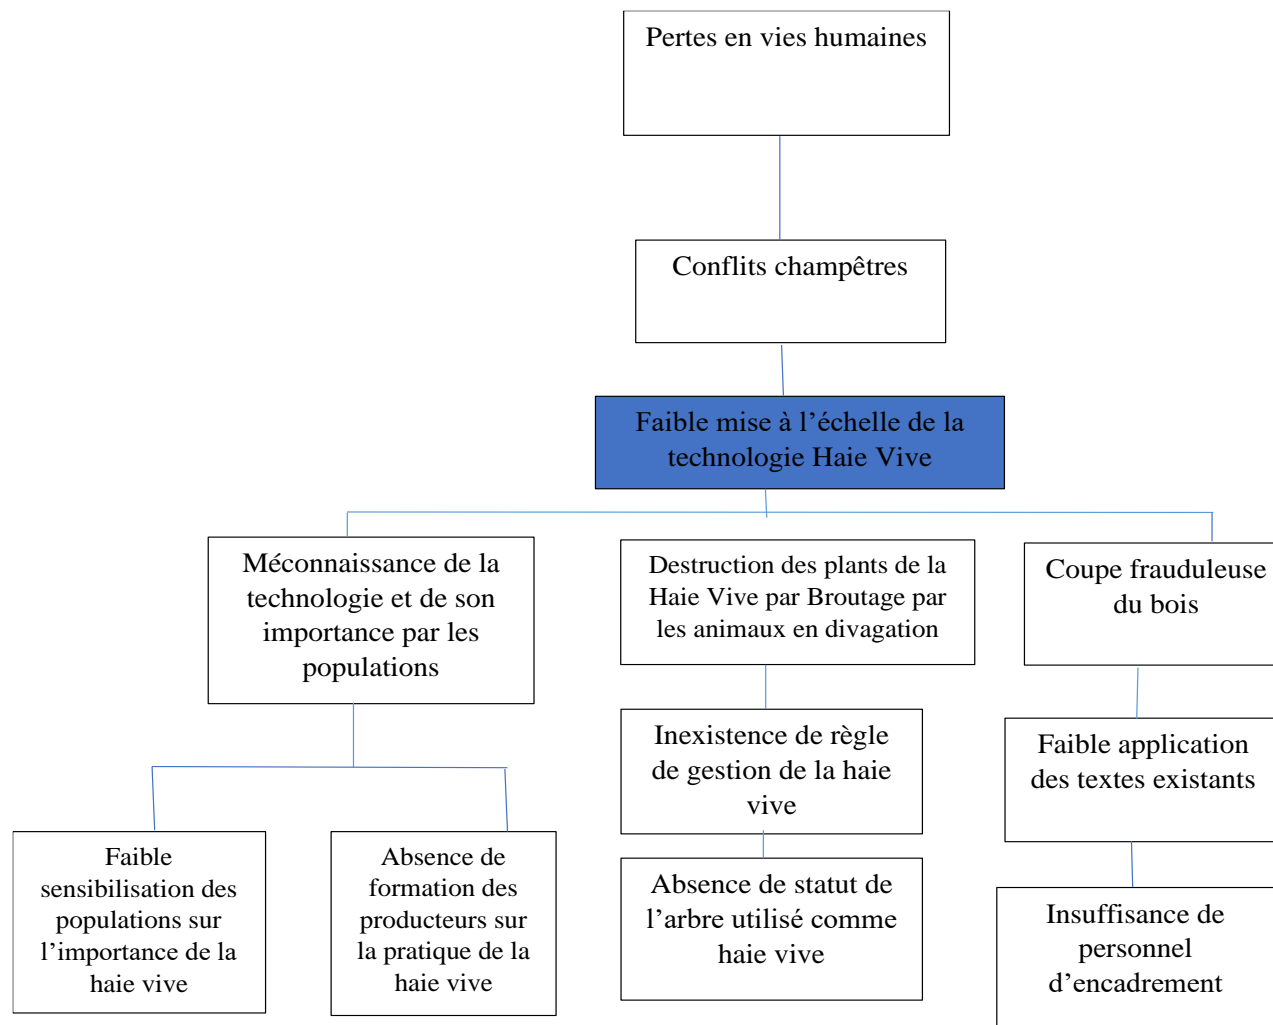 Pertes en vies humaines
Conflits champêtres
Faible mise à l’échelle de la
technologie Haie Vive
Méconnaissance de la
technologie et de son
importance par les
populations
Destruction des plants de la
Haie Vive par Broutage par
les animaux en divagation
Coupe frauduleuse
du bois
Inexistence de règle
de gestion de la haie
vive
Faible application
des textes existants
Faible
sensibilisation des
populations sur
l’importance de la
haie vive
Absence de
formation des
producteurs sur
la pratique de la
haie vive
Absence de statut de
l’arbre utilisé comme
haie vive
Insuffisance de
personnel
d’encadrement